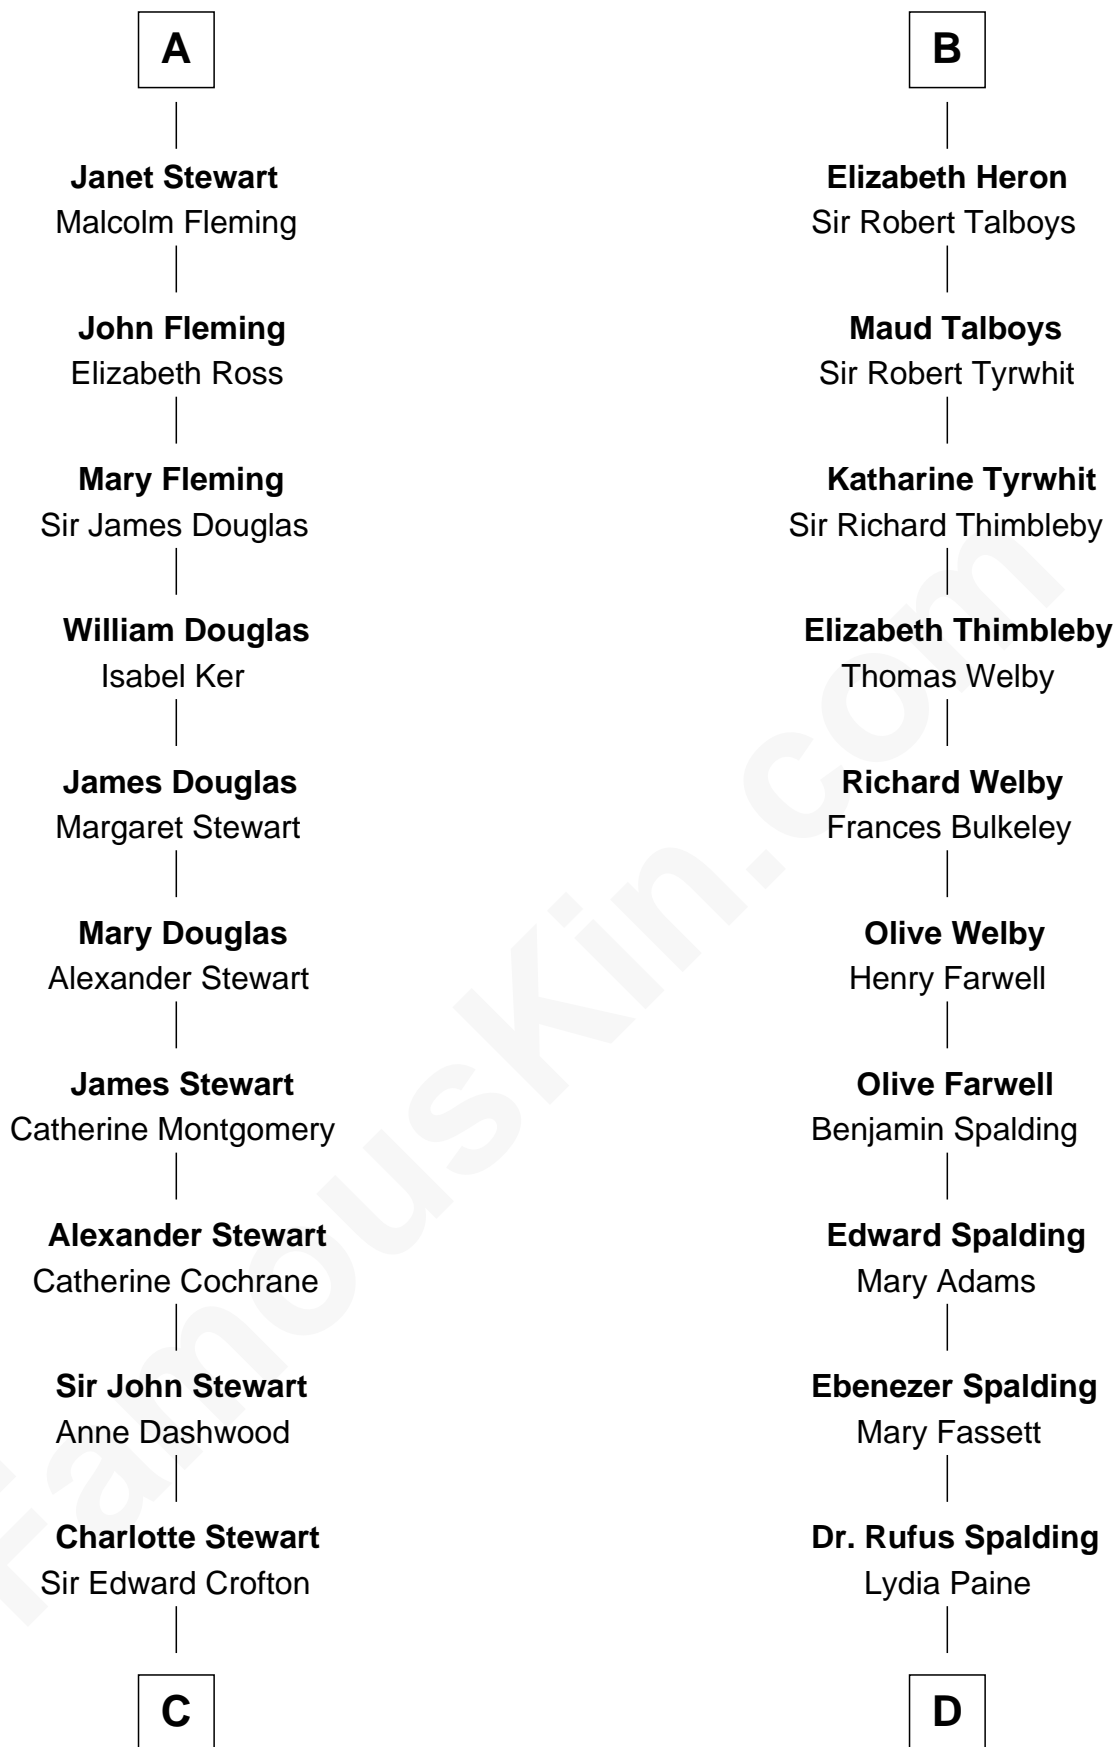 A
Janet Stewart
Malcolm Fleming
John Fleming
Elizabeth Ross
Mary Fleming
Sir James Douglas
William Douglas
Isabel Ker
James Douglas
Margaret Stewart
Mary Douglas
Alexander Stewart
James Stewart
Catherine Montgomery
Alexander Stewart
Catherine Cochrane
Sir John Stewart
Anne Dashwood
Charlotte Stewart
Sir Edward Crofton
C
B
Elizabeth Heron
Sir Robert Talboys
Maud Talboys
Sir Robert Tyrwhit
Katharine Tyrwhit
Sir Richard Thimbleby
Elizabeth Thimbleby
Thomas Welby
Richard Welby
Frances Bulkeley
Olive Welby
Henry Farwell
Olive Farwell
Benjamin Spalding
Edward Spalding
Mary Adams
Ebenezer Spalding
Mary Fassett
Dr. Rufus Spalding
Lydia Paine
D
FamousKin.com